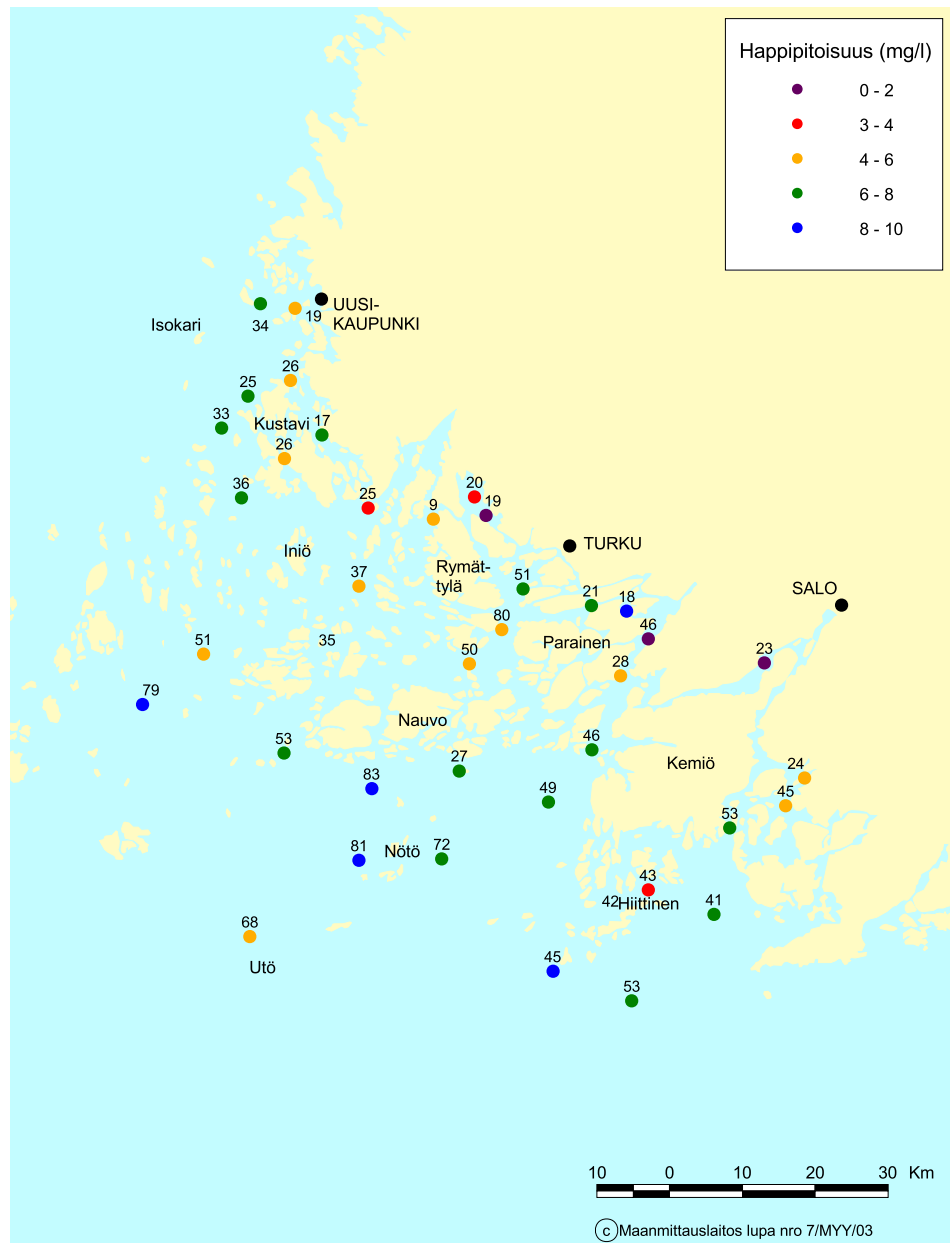 Happipitoisuus (mg/l)
0 - 2
3 - 4
4 - 6
6 - 8
8 - 10
UUSI-
KAUPUNKI
19
34
Isokari
26
25
33
Kustavi
17
26
36
25
20
19
9
TURKU
Iniö
Rymät-
tylä
37
51
21
18
SALO
80
46
35
Parainen
51
50
28
23
79
Nauvo
53
46
27
Kemiö
24
83
49
45
53
Nötö
72
81
43
42
Hiittinen
41
68
45
Utö
53
10
0
10
20
30
Km
c Maanmittauslaitos lupa nro 7/MYY/03